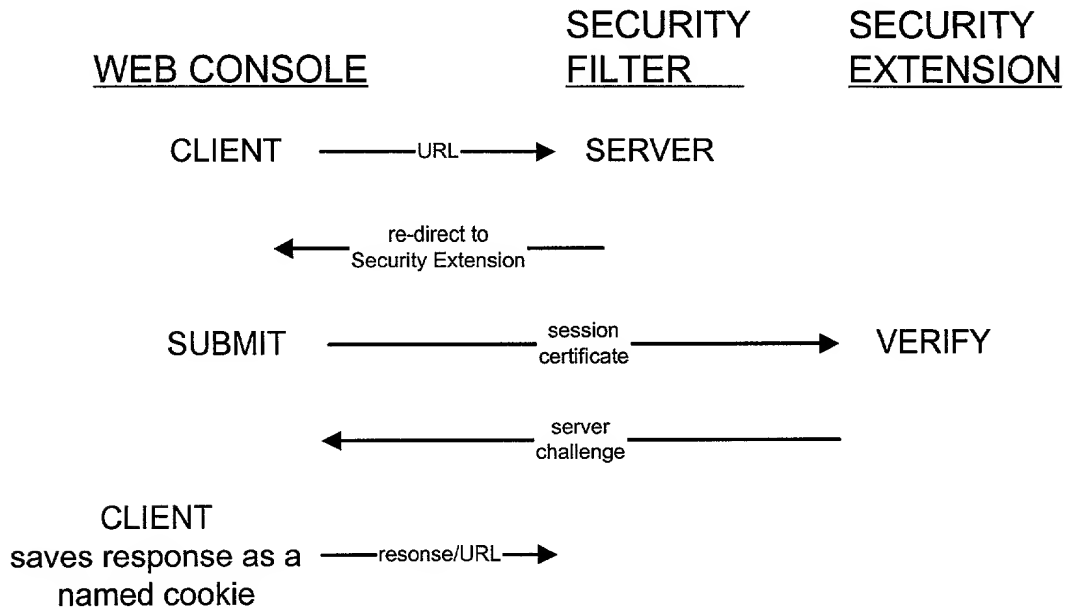 SECURITY SECURITY
WEB CONSOLE FILTER EXTENSION
CLIENT URL SERVER
re-direct to
Security Extension
SUBMIT session certificate VERIFY
server
challenge
CLIENT
saves response as a resonse/URL
named cookie